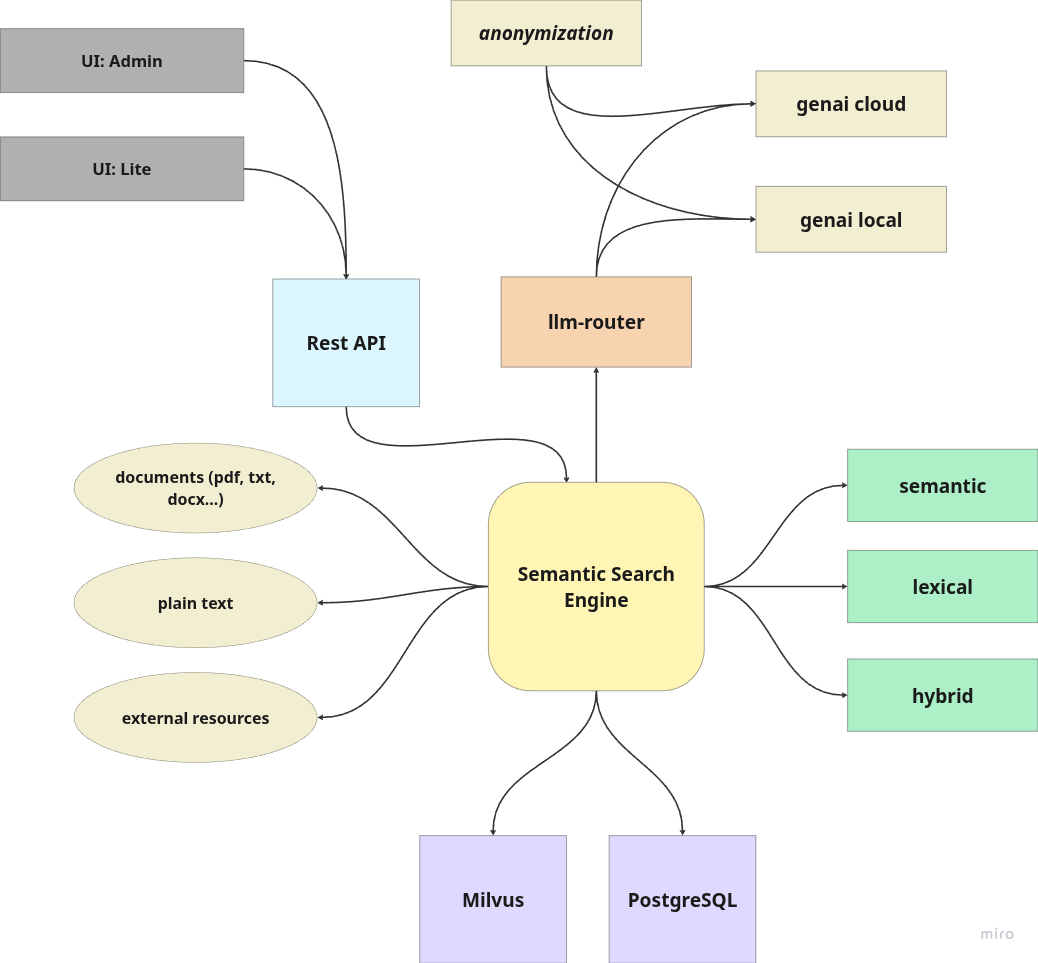 anonymization
UI: Admin
genai cloud
UI: Lite
genai local
llm-router
Rest API
documents (pdf, txt,
docx...)
semantic
Semantic Search
Engine
lexical
plain text
hybrid
external resources
Milvus
PostgreSQL
miro